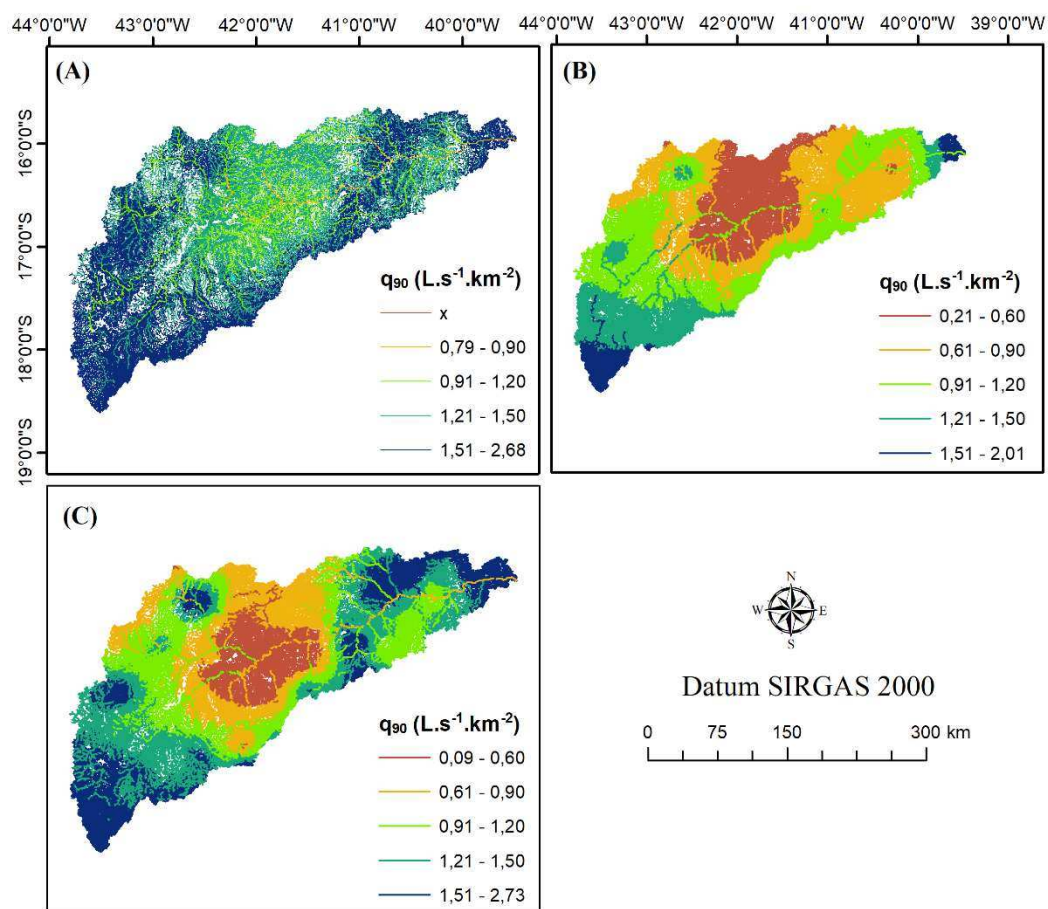 44°0'0"W 43°0'0"W 42°0'0"W 41°0'0"W 40°0'0"W
44°0'0"W 43°0'0"W 42°0'0"W 41°0'0"W 40°0'0"W 39°0'0"W
16°0'0"S
17°0'0"S
18°0'0"S
19°0'0"S
(A)
q90 (L.s-1.km-2)
x
0,79 - 0,90
0,91 - 1,20
1,21 - 1,50
1,51 - 2,68
(B)
q90 (L.s-1.km-2)
0,21 - 0,60
0,61 - 0,90
0,91 - 1,20
1,21 - 1,50
1,51 - 2,01
(C)
q90 (L.s-1.km-2)
0,09 - 0,60
0,61 - 0,90
0,91 - 1,20
1,21 - 1,50
1,51 - 2,73
N
W E
S
Datum SIRGAS 2000
0 75 150 300 km